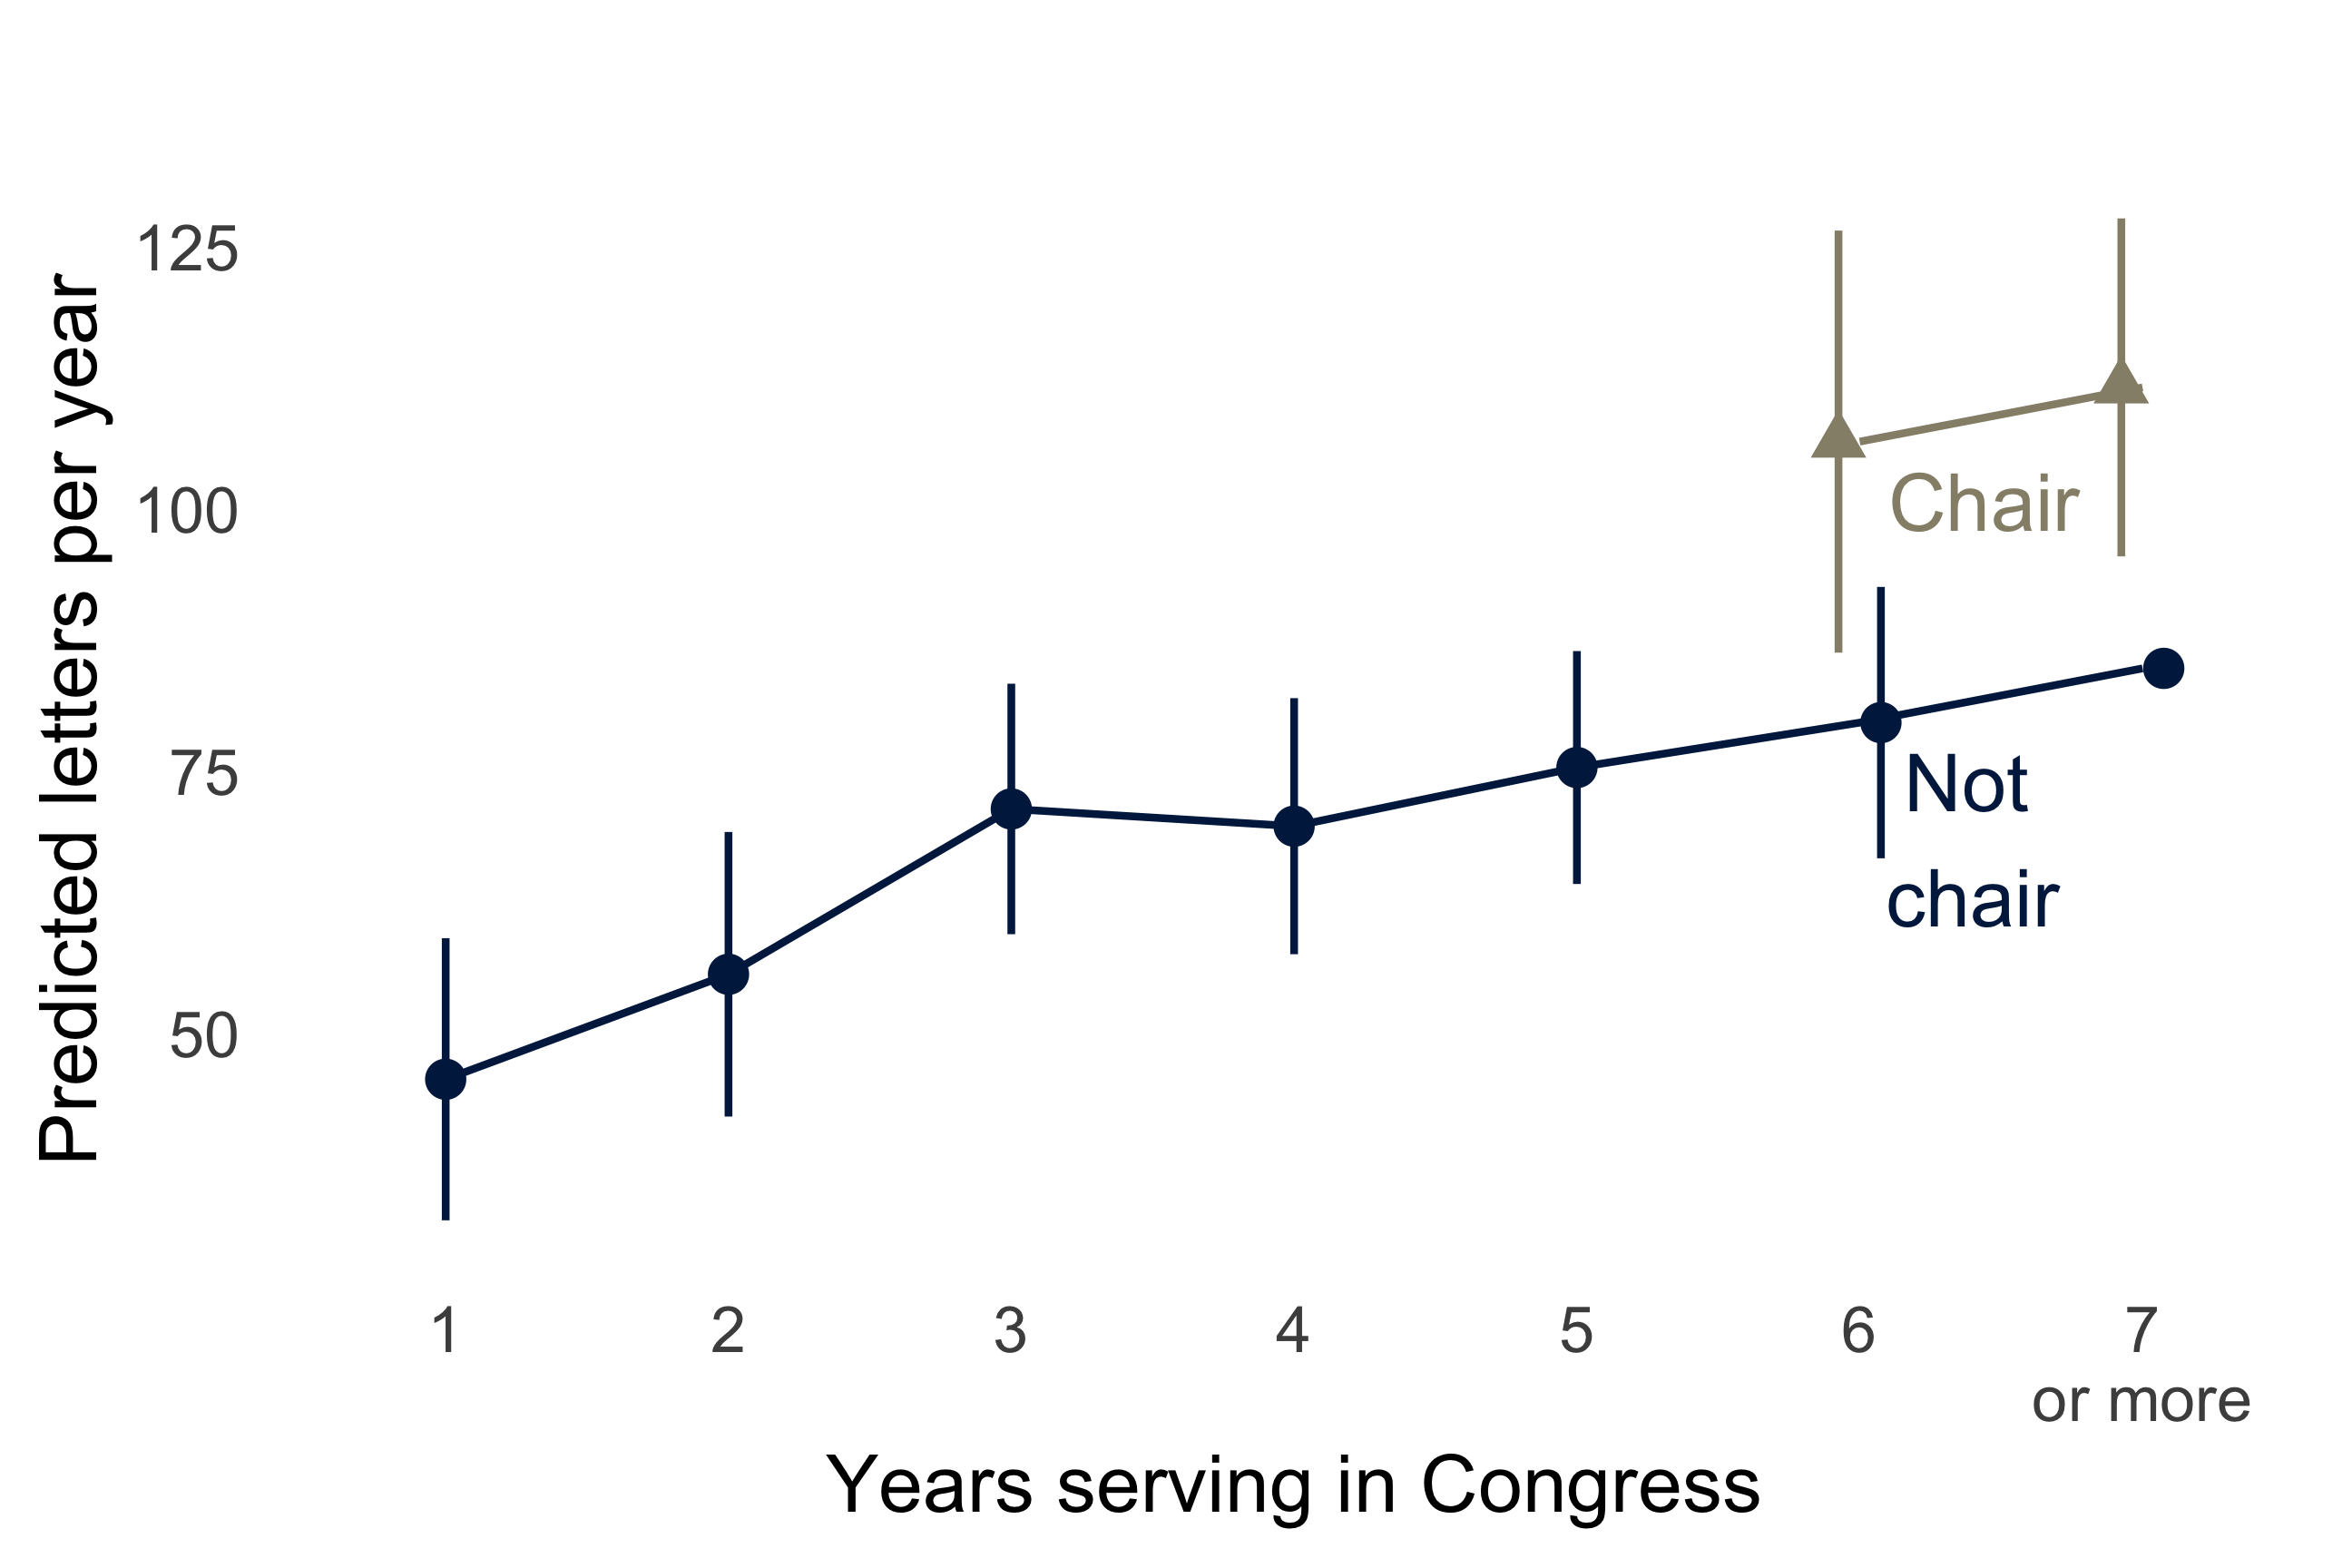 Predicted letters per year
125
100
75
50
Chair
Not
chair
1 2 3 4 5 6 7
or more
Years serving in Congress